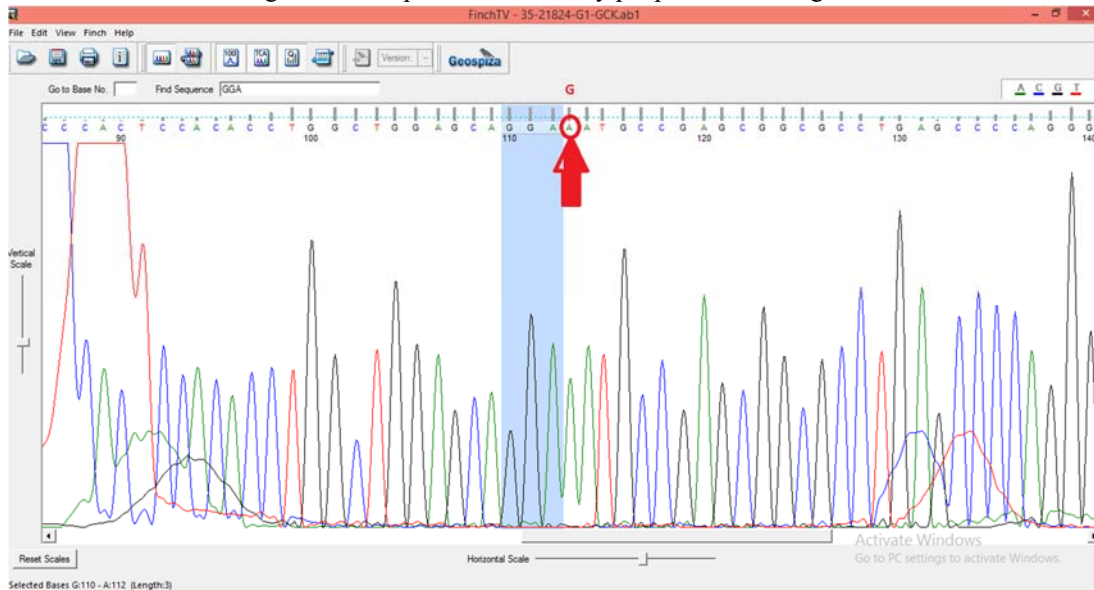 FinchTV - 35-21824-G1-GCK.ab1
File Edit View Finch Help
Version: -
Geospiza
Go to Base No. Find Sequence GGA
G
A C G T
C C C A C T C C A C A C C T G G C T G G A G C A G G A A A T G C C G A G C G G C G C C T G A G C C C C A G G G
90 100 110 120 130 140
Vertical
Scale
Activate Windows
Go to PC settings to activate Windows.
Reset Scales Horizontal Scale
Selected Bases G:110 - A:112 (Length:3)